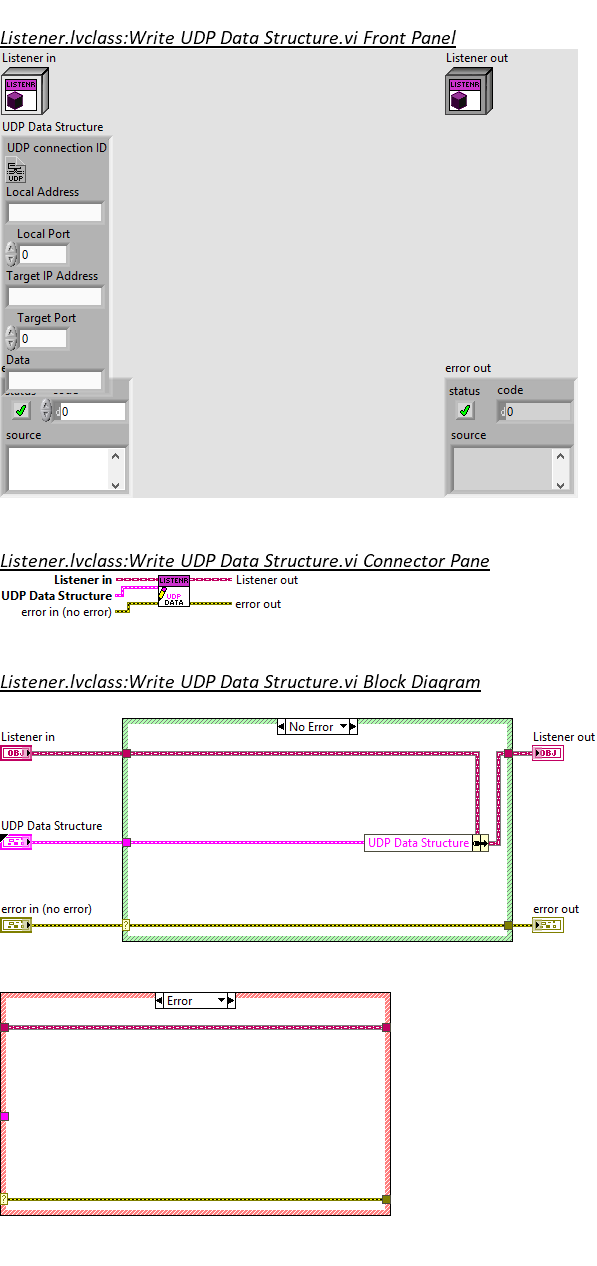 Listener.lvclass:Write UDP Data Structure.vi Front Panel
Listener in
Listener out
LISTENR
LISTENR
UDP Data Structure
UDP connection ID
UDP
Local Address
Local Port
0
Target IP Address
Target Port
0
Data
error out
status
code
d 0
status
code
d 0
source
source
Listener.lvclass:Write UDP Data Structure.vi Connector Pane
Listener in
LISTENR
Listener out
UDP Data Structure
UDP
DATA
error in (no error)
error out
Listener.lvclass:Write UDP Data Structure.vi Block Diagram
No Error
Listener in
Listener out
OBJ
OBJ
UDP Data Structure
UDP Data Structure
error in (no error)
error out
?
Error
?